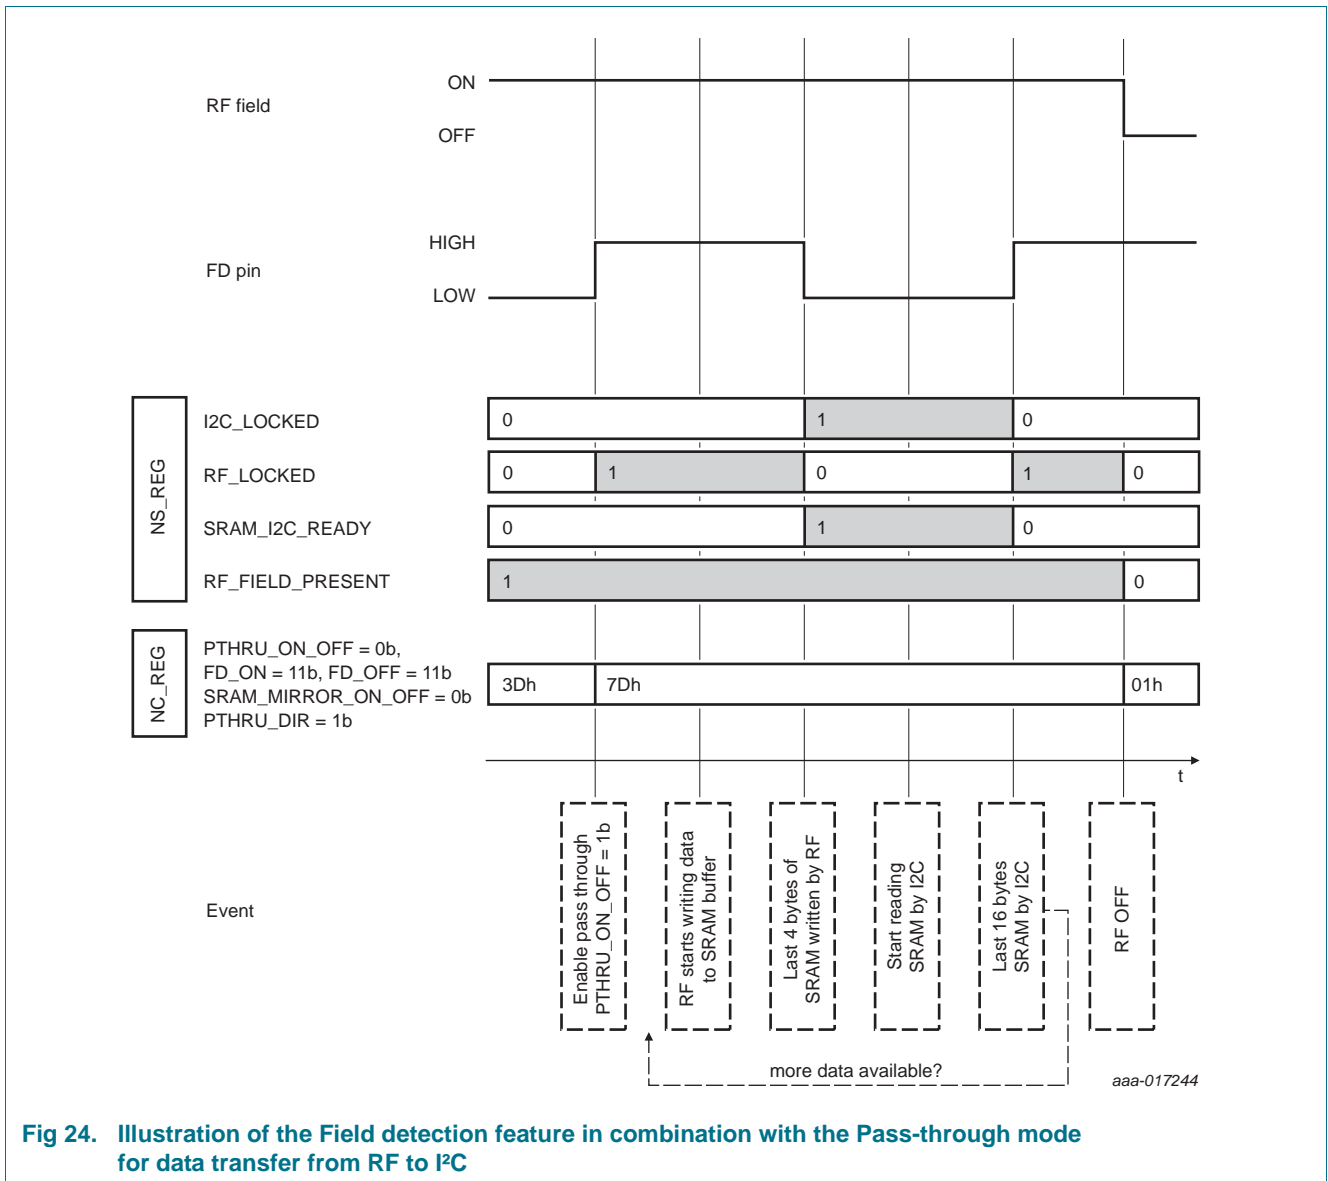 RF field
ON
OFF
FD pin
HIGH
LOW
NS_REG
I2C_LOCKED
0
1
0
RF_LOCKED
0
1
0
1
0
SRAM_I2C_READY
0
1
0
RF_FIELD_PRESENT
1
0
NC_REG
PTHRU_ON_OFF = 0b,
FD_ON = 11b, FD_OFF = 11b
SRAM_MIRROR_ON_OFF = 0b
PTHRU_DIR = 1b
3Dh
7Dh
01h
t
Event
Enable pass through
PTHRU_ON_OFF = 1b
RF starts writing data
to SRAM buffer
Last 4 bytes of
SRAM written by RF
Start reading
SRAM by I2C
Last 16 bytes
SRAM by I2C
RF OFF
more data available?
aaa-017244
Fig 24. Illustration of the Field detection feature in combination with the Pass-through mode
for data transfer from RF to I²C